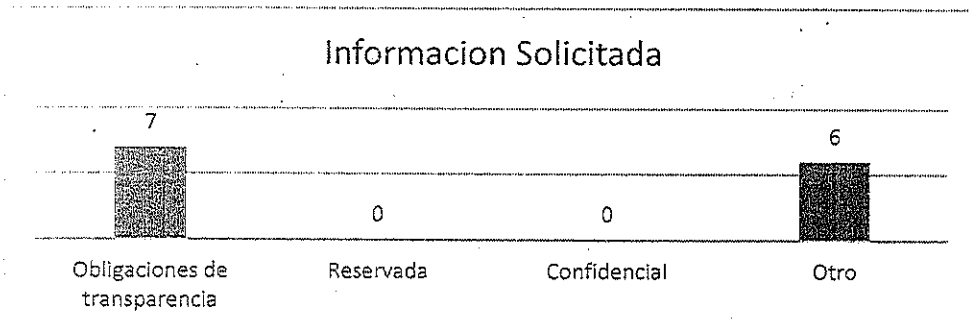 Informacion Solicitada
7
0
0
6
Obligaciones de
transparencia
Reservada
Confidencial
Otro